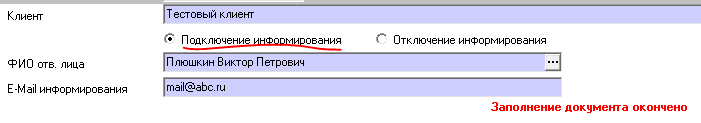 Клиент Тестовый клиент
Подключение информирования Отключение информирования
ФИО отв. лица Плюшкин Виктор Петрович ...
E-Mail информирования mail@abc.ru
Заполнение документа окончено